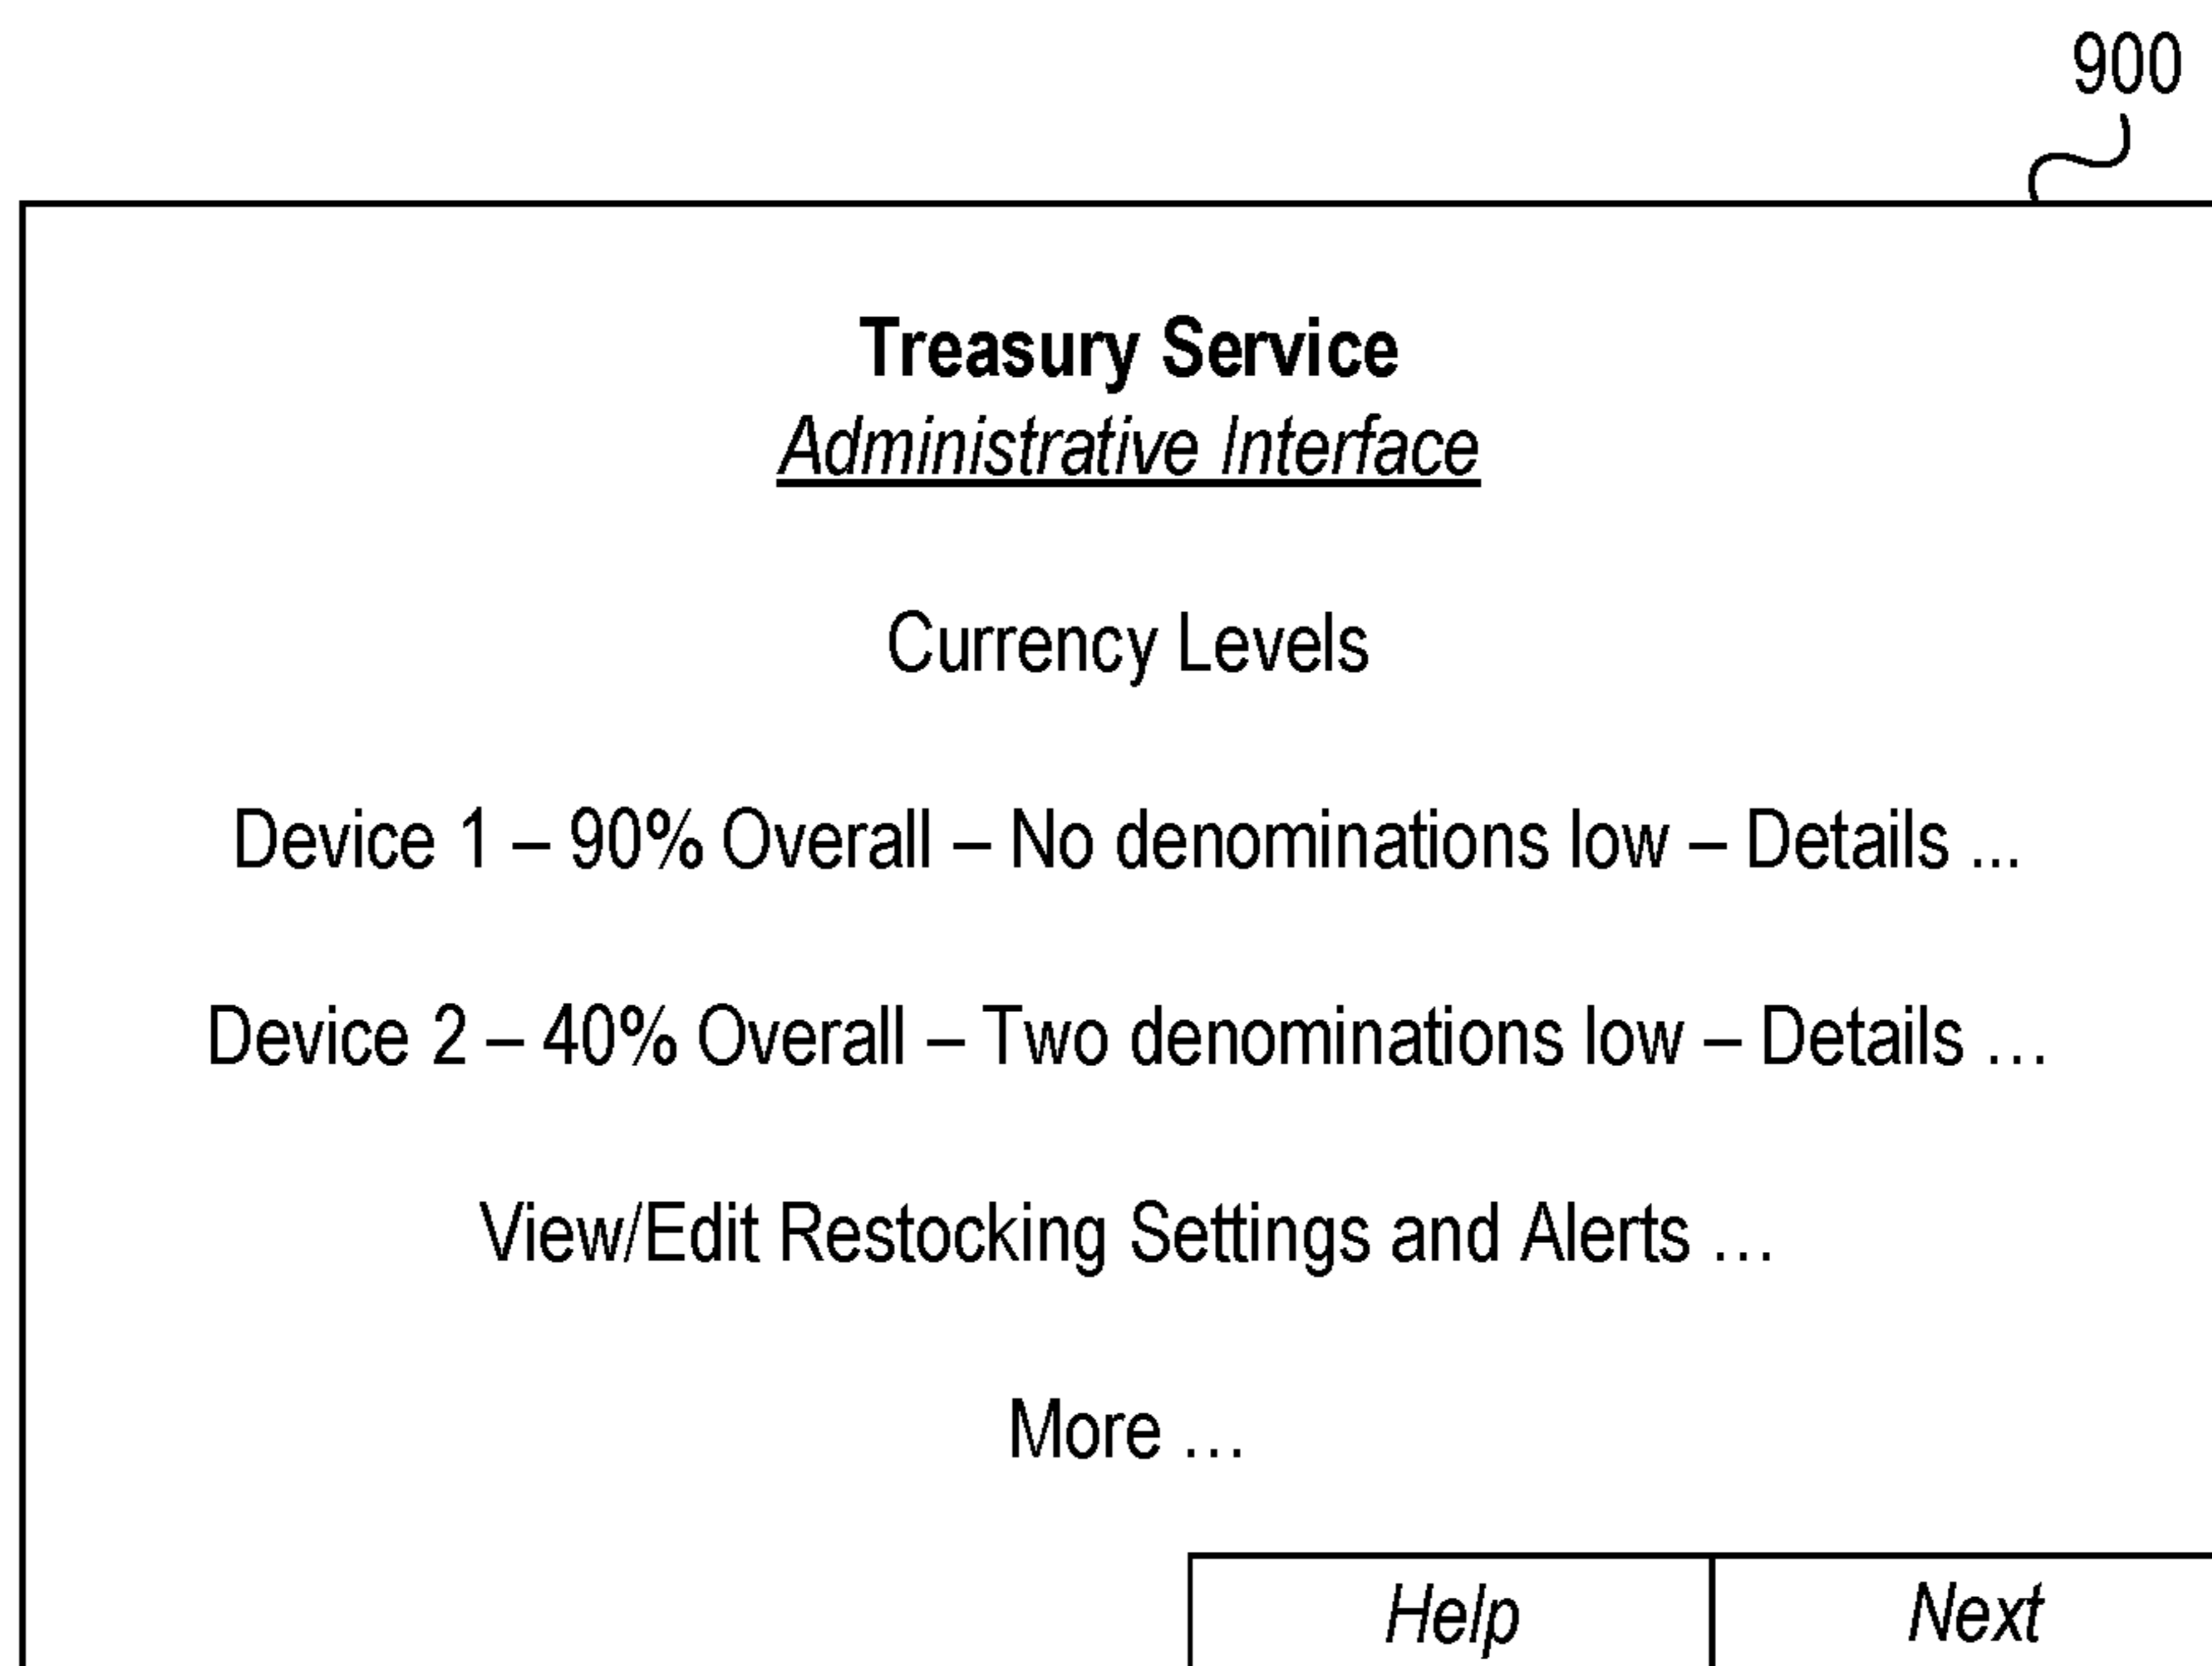 900
Treasury Service
Administrative Interface
Currency Levels
Device 1 – 90% Overall – No denominations low – Details ...
Device 2 – 40% Overall – Two denominations low – Details …
View/Edit Restocking Settings and Alerts …
More …
Help
Next